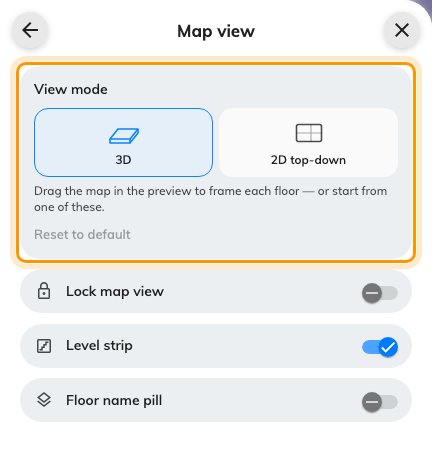 Map view
View mode
3D
2D top-down
Drag the map in the preview to frame each floor — or start from
one of these.
Reset to default
Lock map view
Level strip
Floor name pill